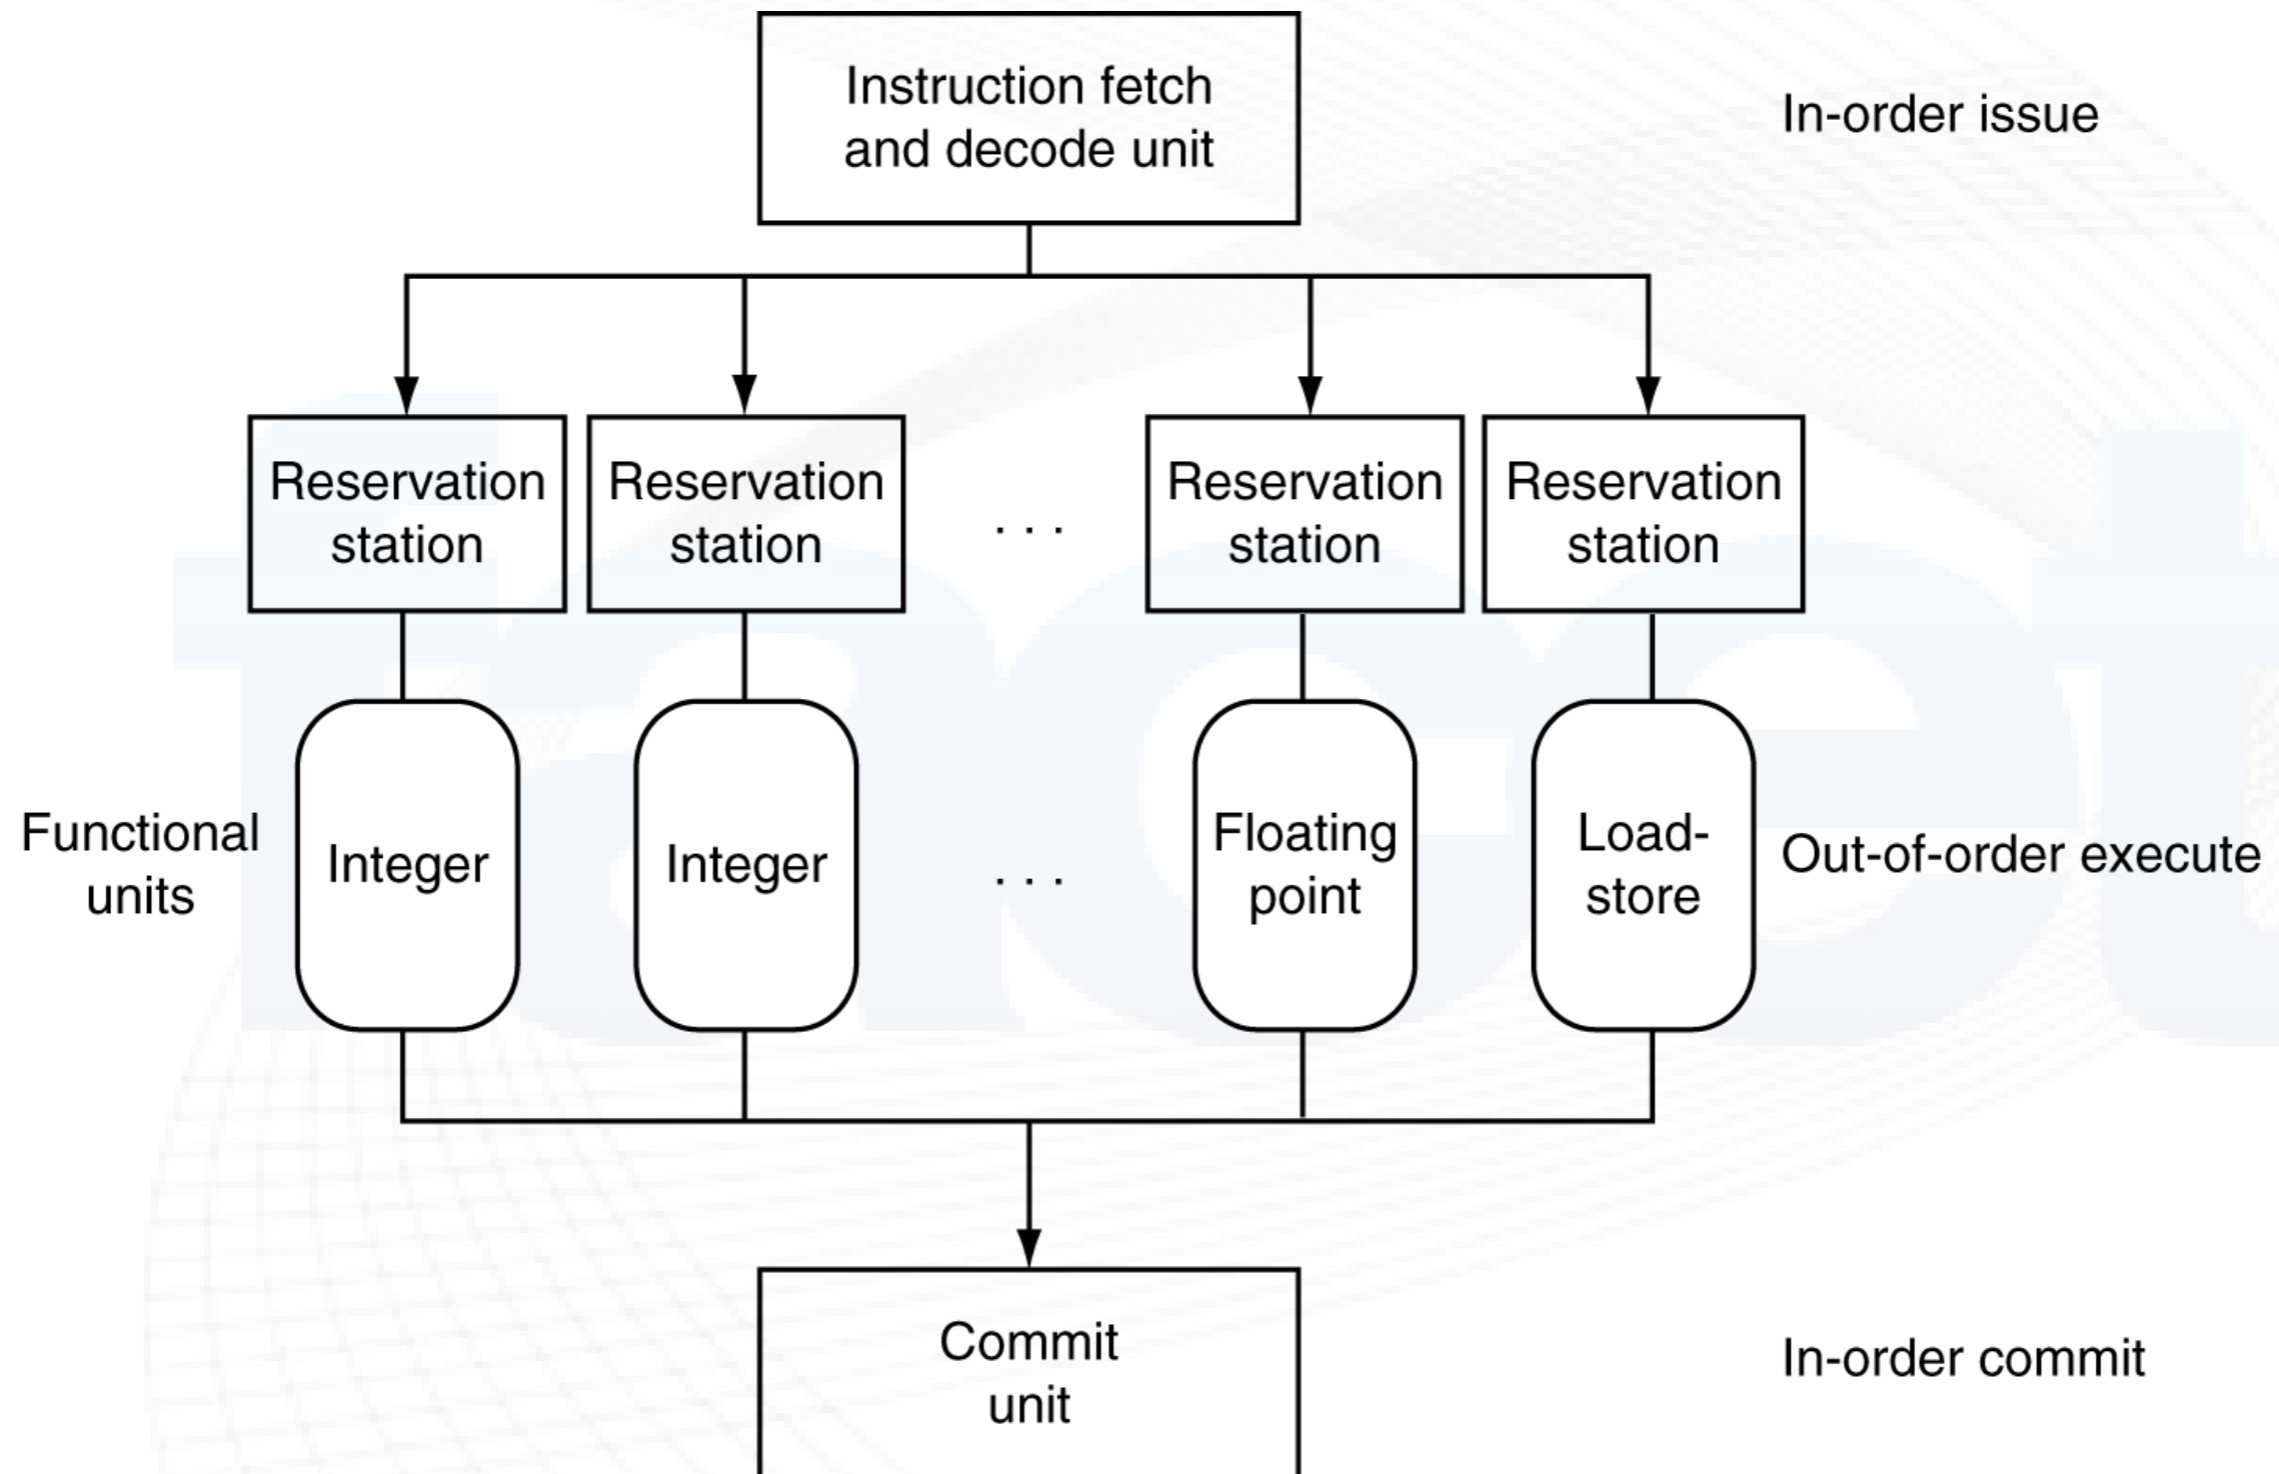 Instruction fetch
and decode unit
In-order issue
Reservation
station
Reservation
station
. . .
Reservation
station
Reservation
station
Functional
units
Integer
Integer
. . .
Floating
point
Load-
store
Out-of-order execute
Commit
unit
In-order commit